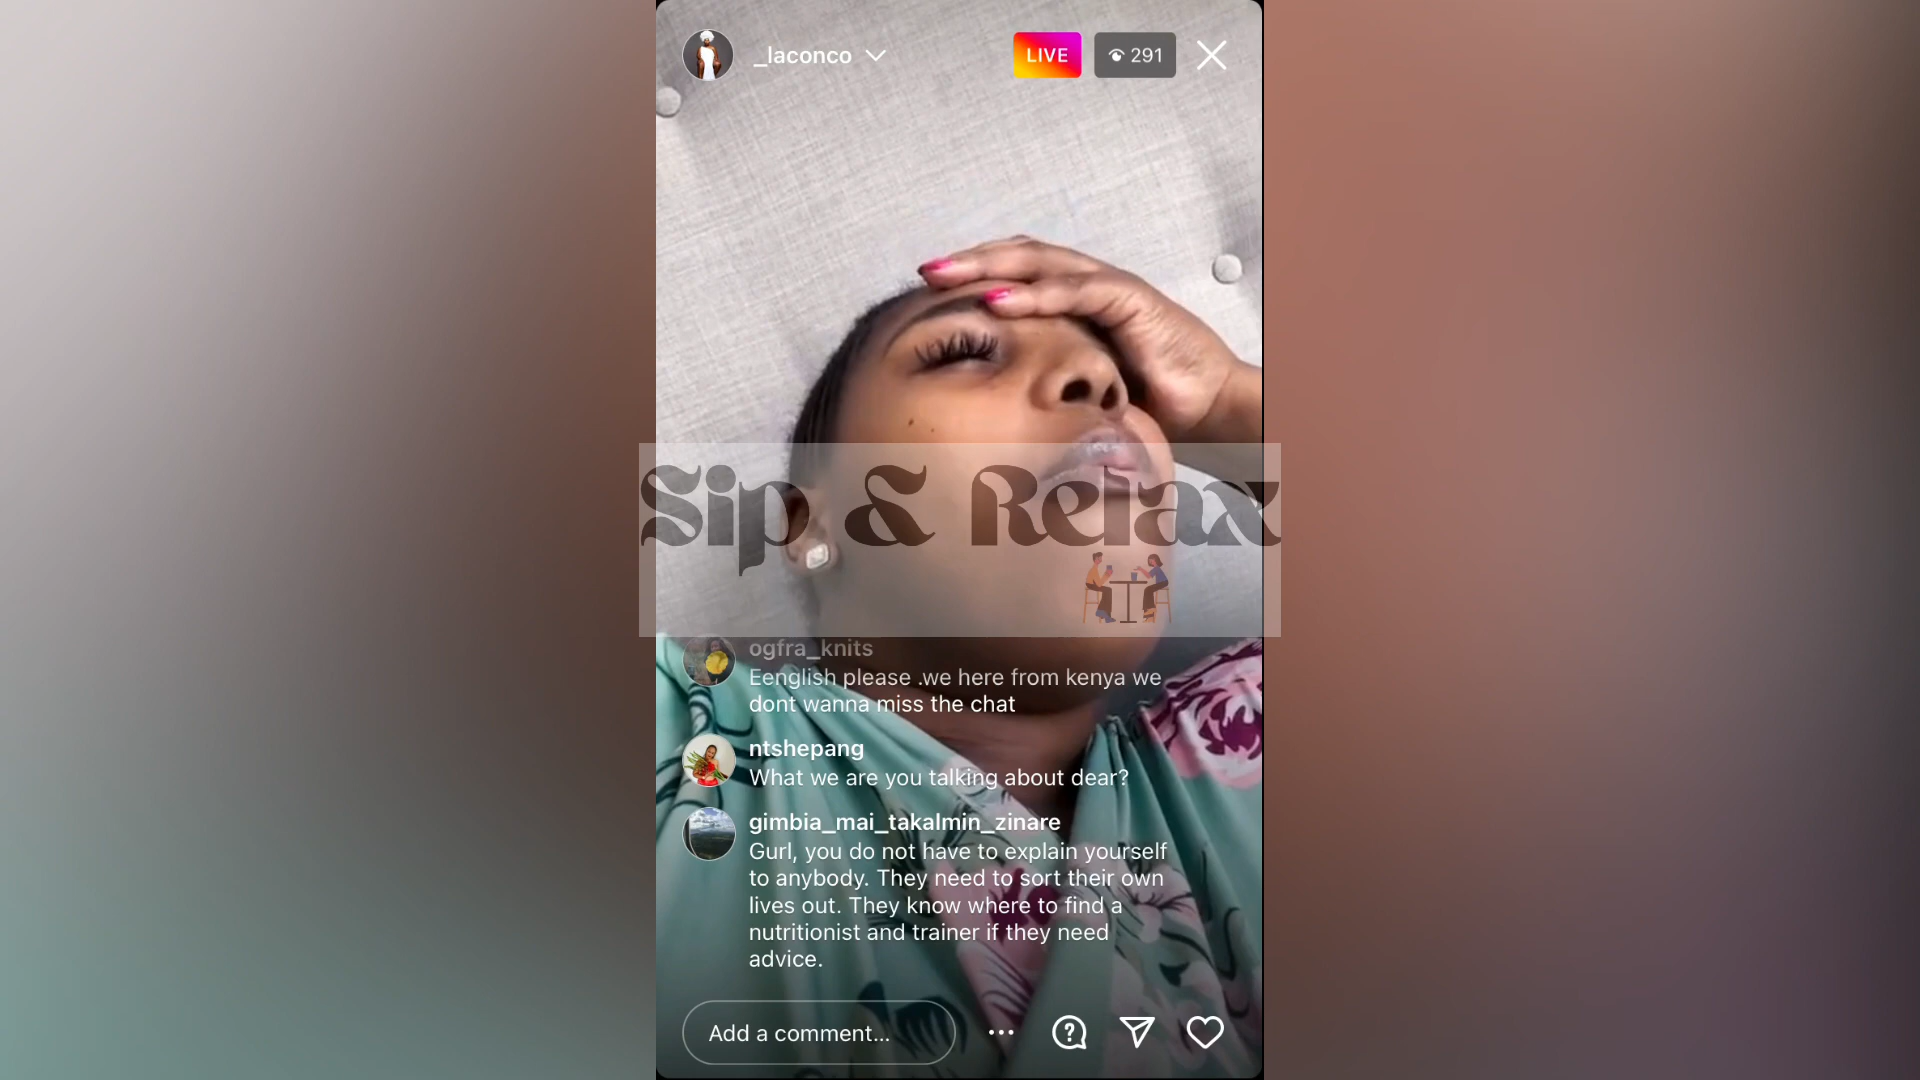 _laconco
LIVE
291
Sip & Relax
ogfra_knits
Eenglish please .we here from kenya we
dont wanna miss the chat
ntshepang
What we are you talking about dear?
gimbia_mai_takalmin_zinare
Gurl, you do not have to explain yourself
to anybody. They need to sort their own
lives out. They know where to find a
nutritionist and trainer if they need
advice.
Add a comment...